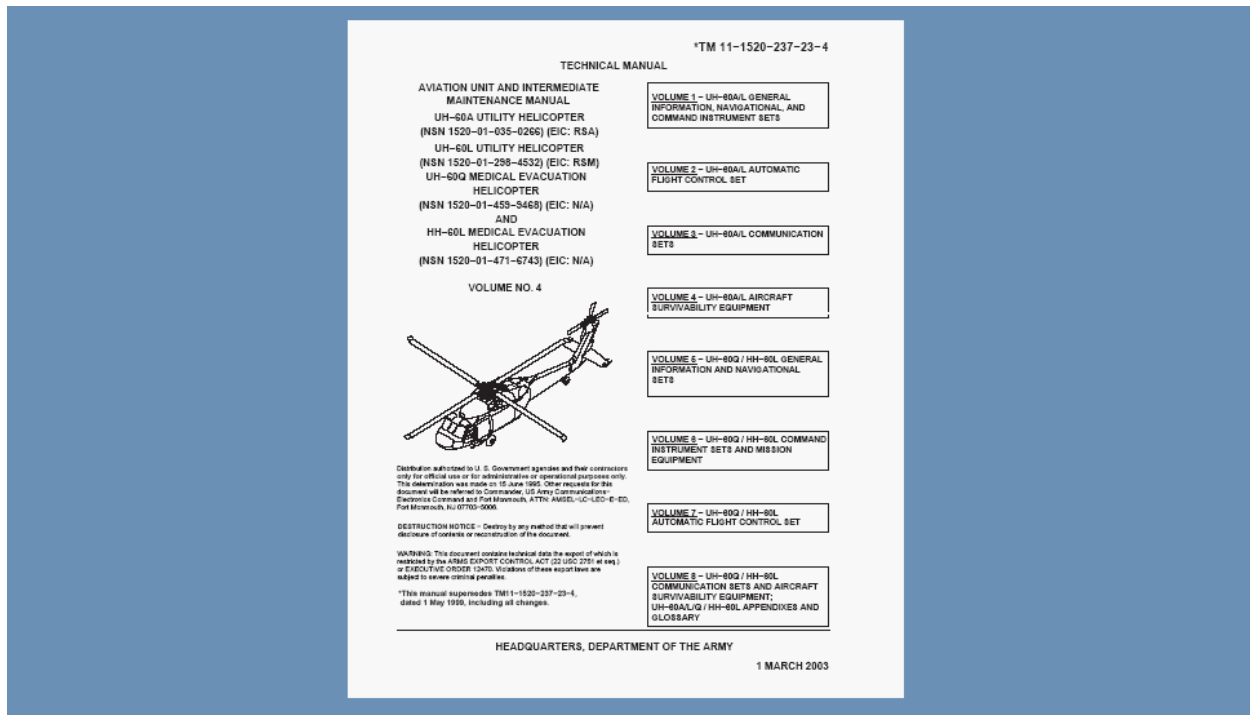 *TM 11-1520-237-23-4
TECHNICAL MANUAL
AVIATION UNIT AND INTERMEDIATE
MAINTENANCE MANUAL
UH-60A UTILITY HELICOPTER
(NSN 1520-01-035-0266) (EIC: RSA)
UH-60L UTILITY HELICOPTER
(NSN 1520-01-298-4532) (EIC: RSM)
UH-60Q MEDICAL EVACUATION
HELICOPTER
(NSN 1520-01-459-9468) (EIC: N/A)
AND
HH-60L MEDICAL EVACUATION
HELICOPTER
(NSN 1520-01-471-6743) (EIC: N/A)
VOLUME NO. 4
Distribution authorized to U. S. Government agencies and their contractors
only for official use or for administrative or operational purposes only.
This determination was made on 15 June 1995. Other requests for this
document will be referred to Commander, US Army Communications-
Electronics Command and Fort Monmouth, ATTN: AMSEL-LC-LEO-E-ED,
Fort Monmouth, NJ 07703-5006.
DESTRUCTION NOTICE - Destroy by any method that will prevent
disclosure of contents or reconstruction of the document.
WARNING: This document contains technical data the export of which is
restricted by the ARMS EXPORT CONTROL ACT (22 USC 2751 et seq.)
or EXECUTIVE ORDER 12470. Violations of these export laws are
subject to severe criminal penalties.
*This manual supersedes TM11-1520-237-23-4,
dated 1 May 1999, including all changes.
VOLUME 1 - UH-60A/L GENERAL
INFORMATION, NAVIGATIONAL, AND
COMMAND INSTRUMENT SETS
VOLUME 2 - UH-60A/L AUTOMATIC
FLIGHT CONTROL SET
VOLUME 3 - UH-60A/L COMMUNICATION
SETS
VOLUME 4 - UH-60A/L AIRCRAFT
SURVIVABILITY EQUIPMENT
VOLUME 5 - UH-60Q / HH-60L GENERAL
INFORMATION AND NAVIGATIONAL
SETS
VOLUME 6 - UH-60Q / HH-60L COMMAND
INSTRUMENT SETS AND MISSION
EQUIPMENT
VOLUME 7 - UH-60Q / HH-60L
AUTOMATIC FLIGHT CONTROL SET
VOLUME 8 - UH-60Q / HH-60L
COMMUNICATION SETS AND AIRCRAFT
SURVIVABILITY EQUIPMENT;
UH-60A/L/Q / HH-60L APPENDIXES AND
GLOSSARY
HEADQUARTERS, DEPARTMENT OF THE ARMY
1 MARCH 2003